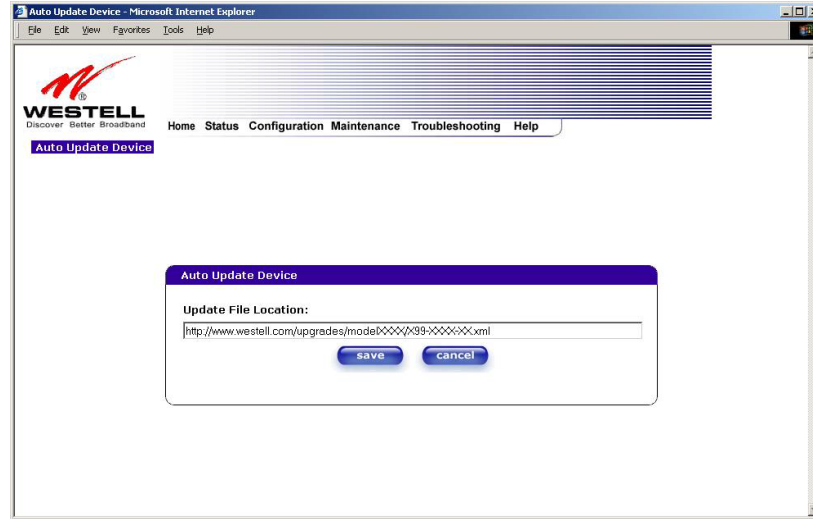 Auto Update Device - Microsoft Internet Explorer
File Edit View Favorites Tools Help
®
WESTELL
Discover Better Broadband
Home Status Configuration Maintenance Troubleshooting Help
Auto Update Device
Auto Update Device
Update File Location:
http://www.westell.com/upgrades/modelXXXX/X99-XXXX-XX.xml
save cancel